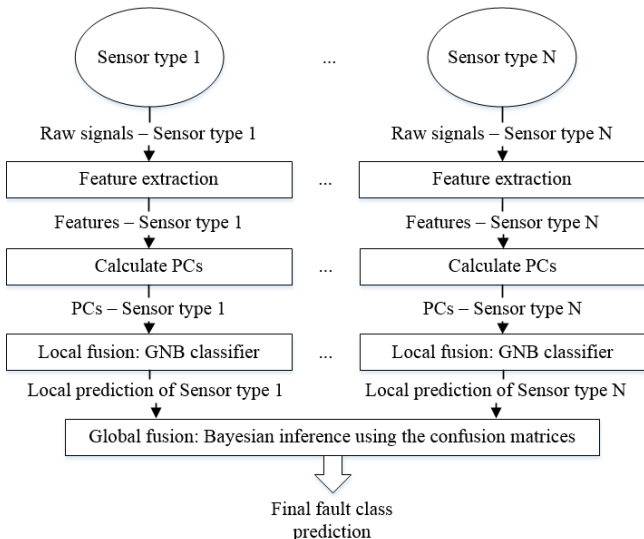 Sensor type 1 ... Sensor type N
Raw signals – Sensor type 1 Raw signals – Sensor type N
Feature extraction ... Feature extraction
Features – Sensor type 1 Features – Sensor type N
Calculate PCs ... Calculate PCs
PCs – Sensor type 1 PCs – Sensor type N
Local fusion: GNB classifier ... Local fusion: GNB classifier
Local prediction of Sensor type 1 Local prediction of Sensor type N
Global fusion: Bayesian inference using the confusion matrices
Final fault class
prediction